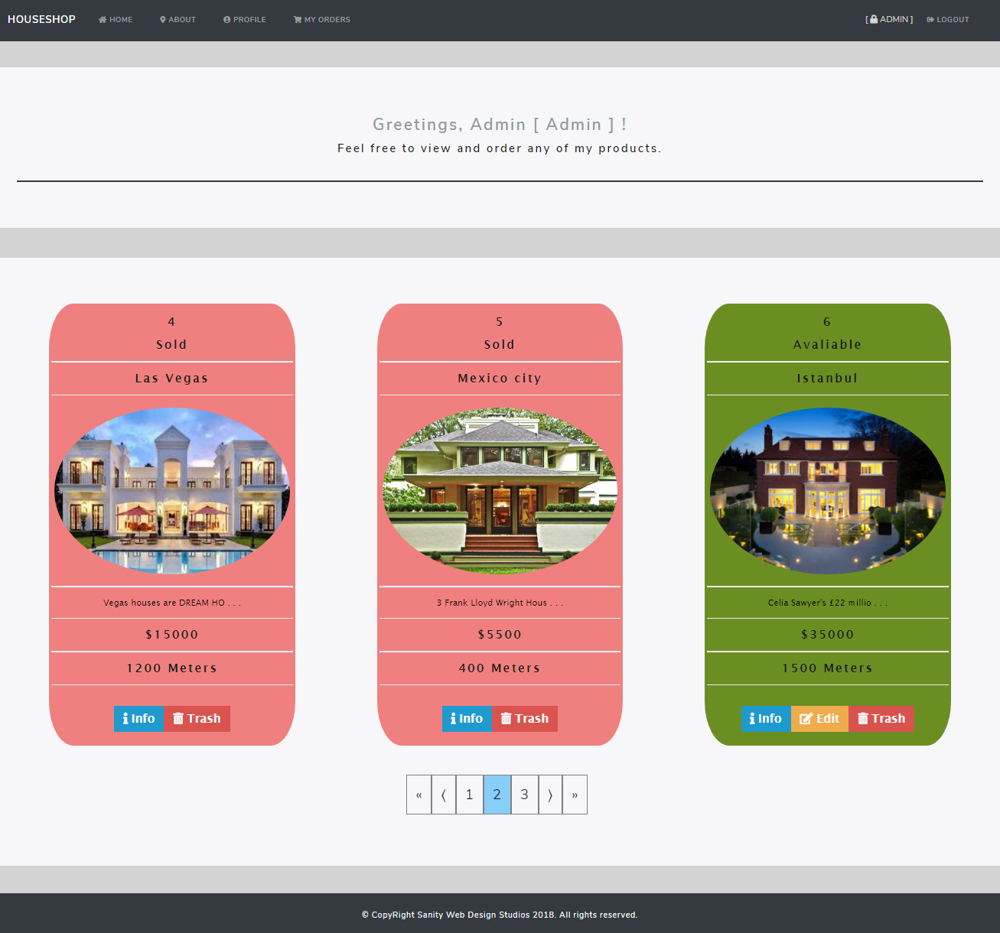 HOUSESHOP HOME ABOUT PROFILE MY ORDERS [ ADMIN ] LOGOUT
Greetings, Admin [ Admin ] !
Feel free to view and order any of my products.
4
Sold
Las Vegas
Vegas houses are DREAM HO . . .
$15000
1200 Meters
Info Trash
5
Sold
Mexico city
3 Frank Lloyd Wright Hous . . .
$5500
400 Meters
Info Trash
6
Avaliable
Istanbul
Celia Sawyer's £22 millio . . .
$35000
1500 Meters
Info Edit Trash
« ⟨ 1 2 3 ⟩ »
© CopyRight Sanity Web Design Studios 2018. All rights reserved.